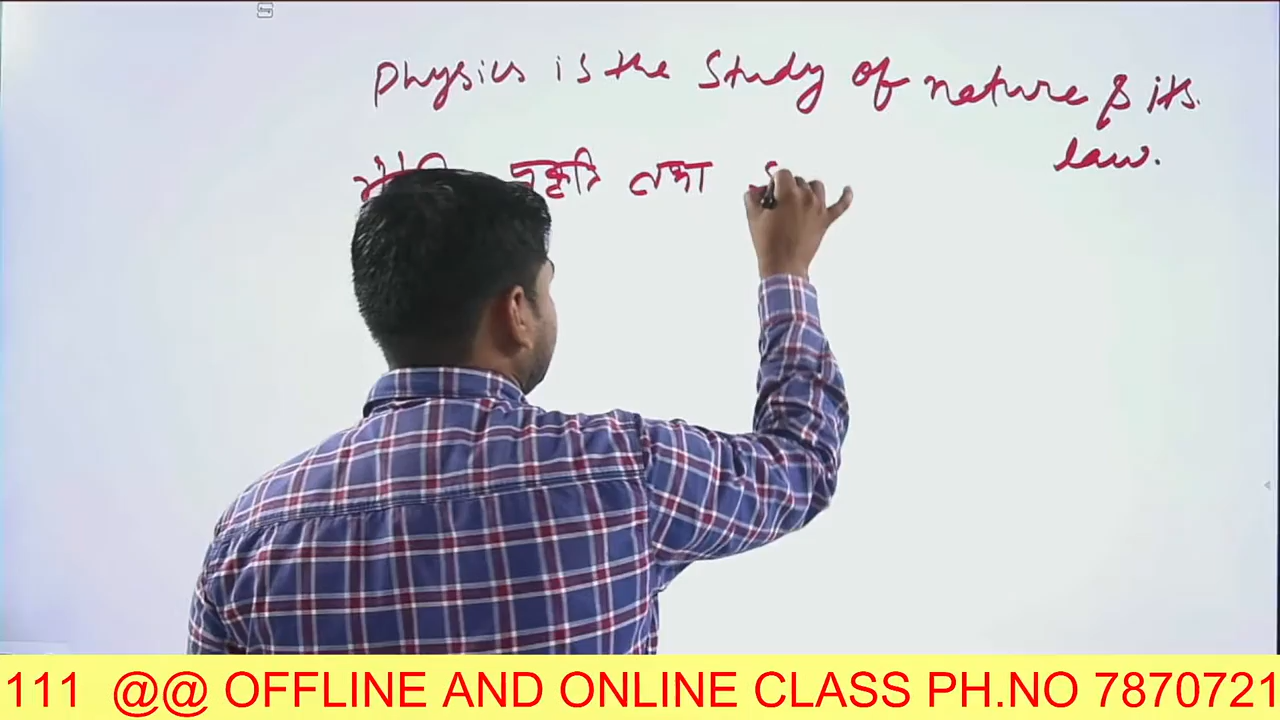 Physics is the Study of nature & its
law.
प्रकृति तथा
111 @@ OFFLINE AND ONLINE CLASS PH.NO 7870721